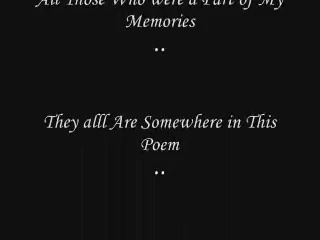 All Those Who were a Part of My
Memories
..
They alll Are Somewhere in This
Poem
..